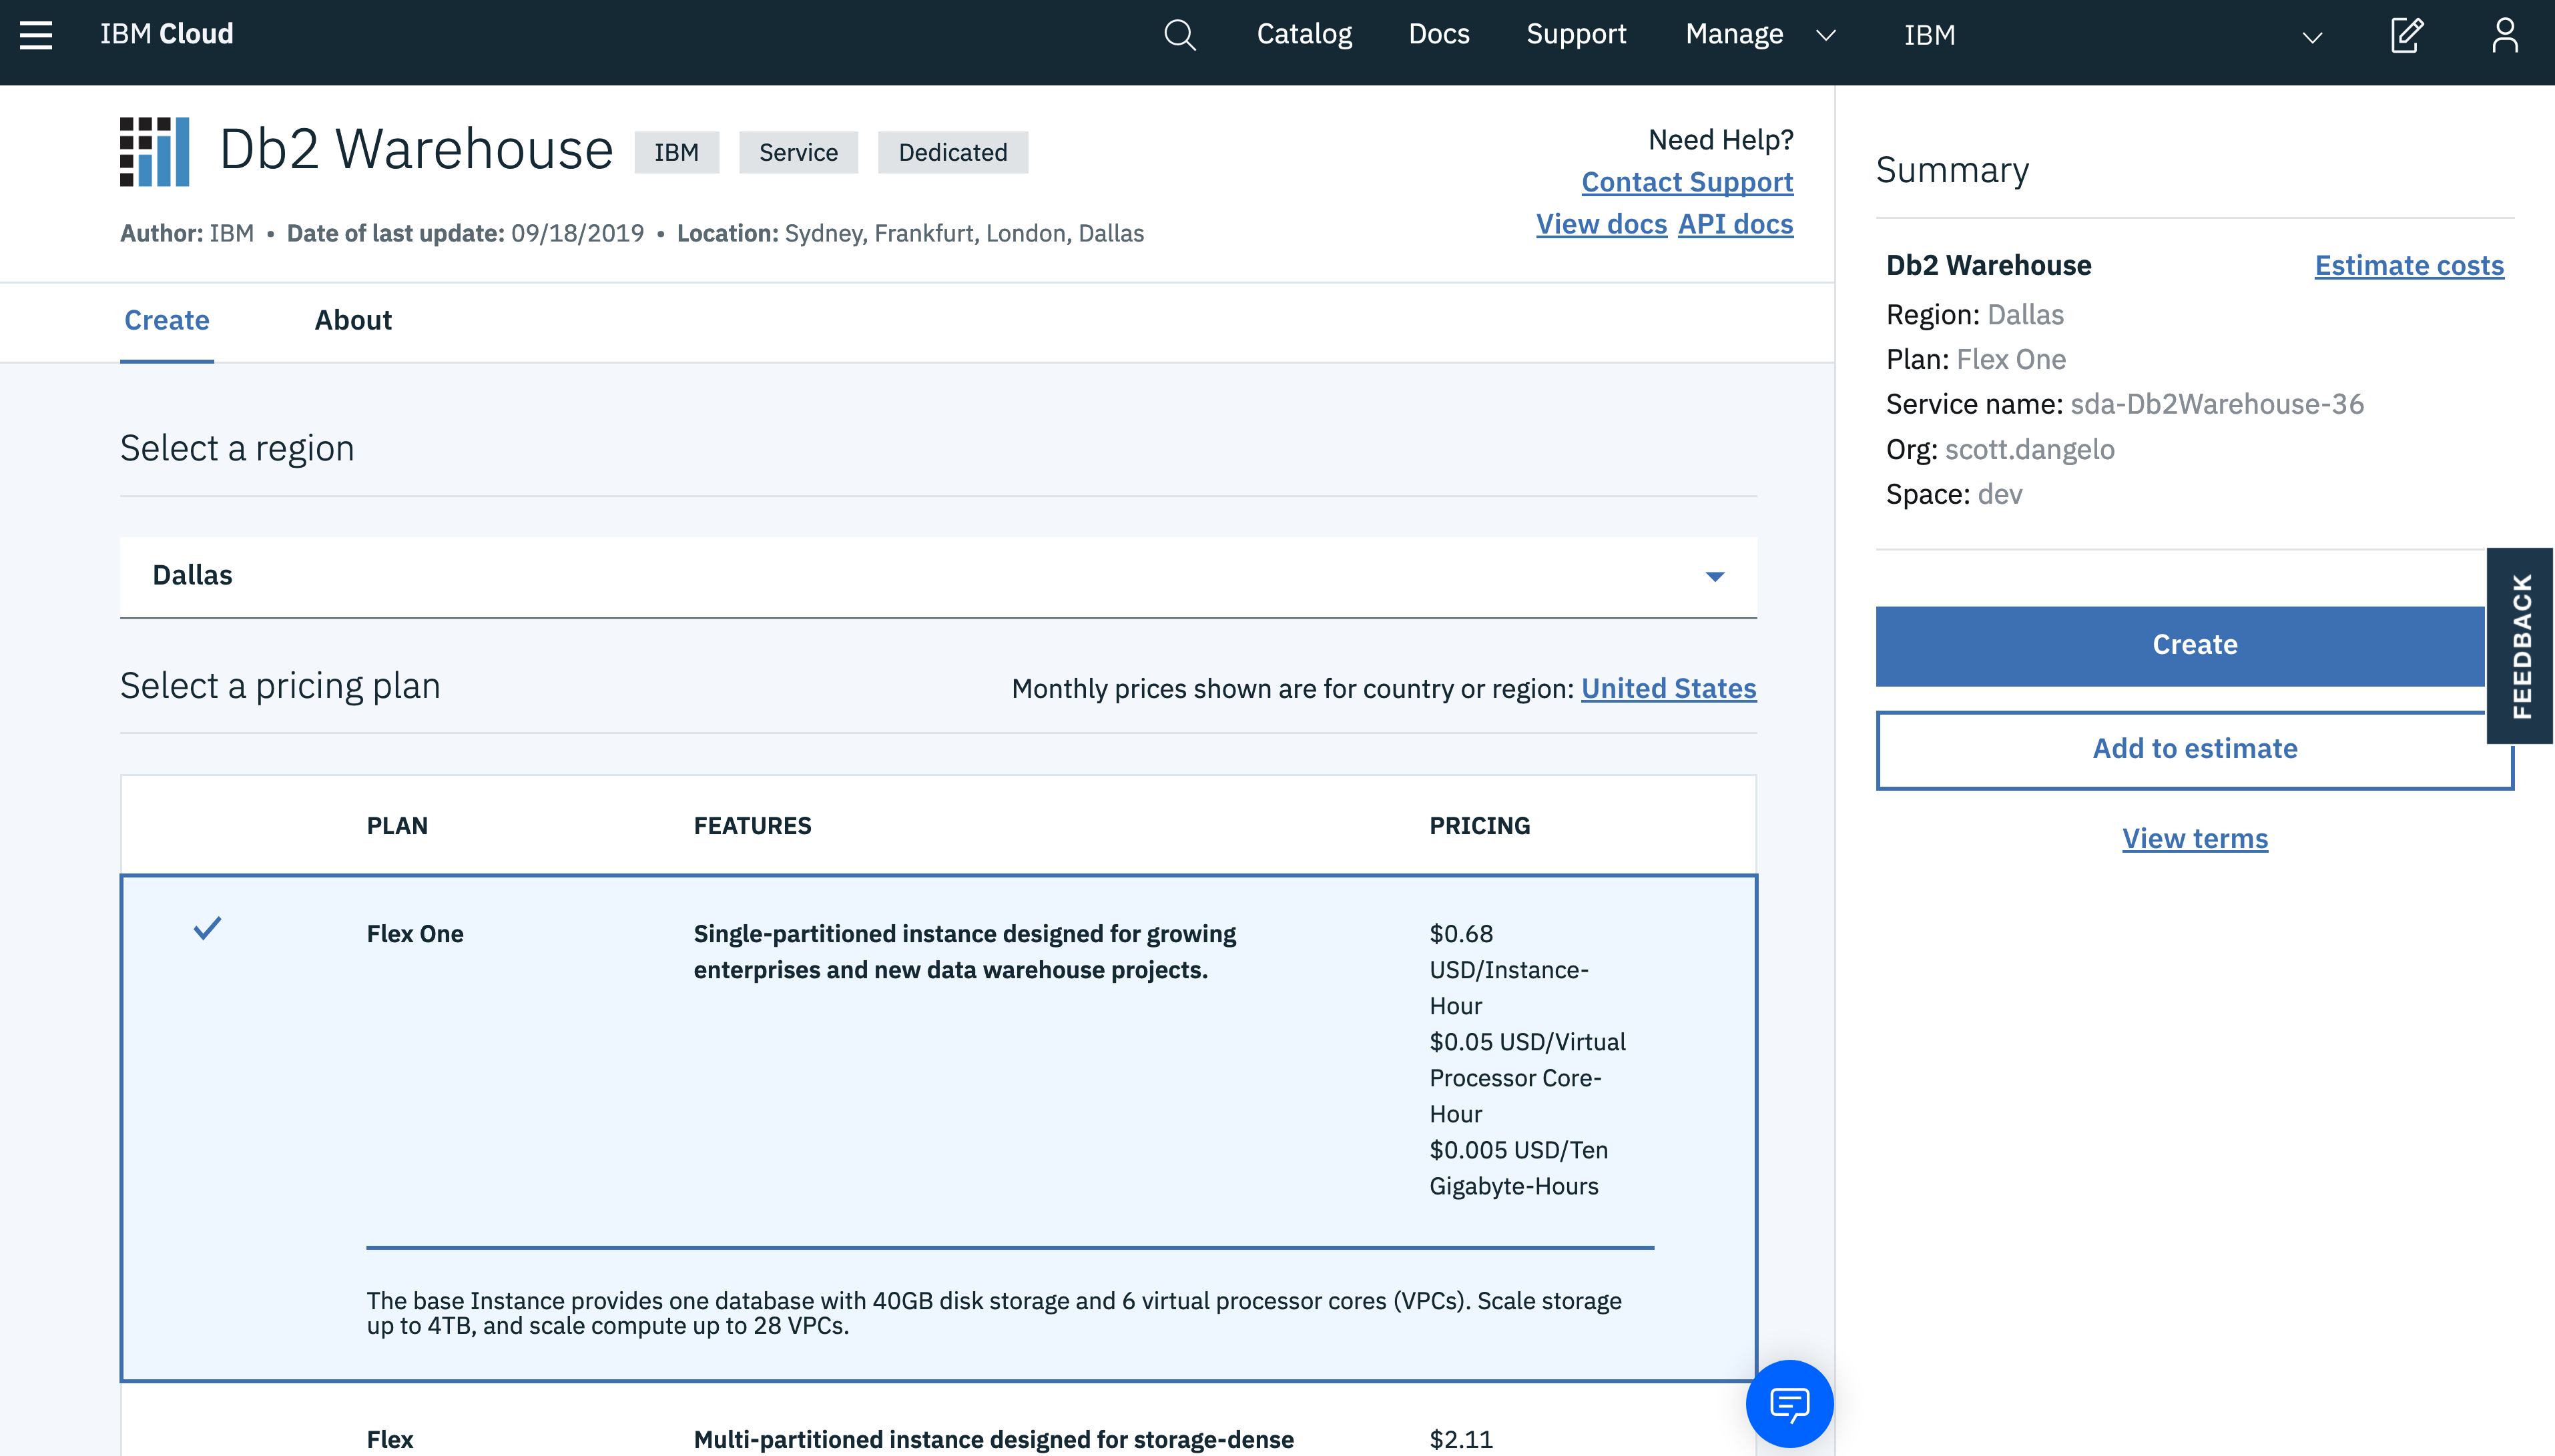 IBM Cloud
Catalog Docs Support Manage IBM
Db2 Warehouse IBM Service Dedicated
Author: IBM • Date of last update: 09/18/2019 • Location: Sydney, Frankfurt, London, Dallas
Need Help?
Contact Support
View docs API docs
Create About
Select a region
Dallas
Select a pricing plan
Monthly prices shown are for country or region: United States
PLAN FEATURES PRICING
Flex One
Single-partitioned instance designed for growing
enterprises and new data warehouse projects.
$0.68
USD/Instance-
Hour
$0.05 USD/Virtual
Processor Core-
Hour
$0.005 USD/Ten
Gigabyte-Hours
The base Instance provides one database with 40GB disk storage and 6 virtual processor cores (VPCs). Scale storage
up to 4TB, and scale compute up to 28 VPCs.
Flex
Multi-partitioned instance designed for storage-dense
$2.11
Summary
Db2 Warehouse Estimate costs
Region: Dallas
Plan: Flex One
Service name: sda-Db2Warehouse-36
Org: scott.dangelo
Space: dev
Create
Add to estimate
View terms
FEEDBACK